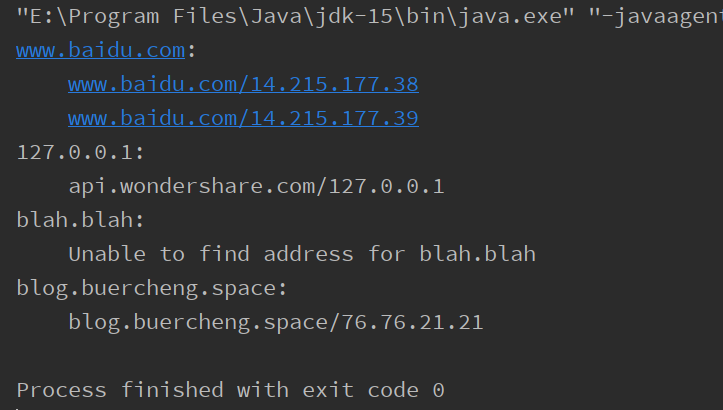 "E:\Program Files\Java\jdk-15\bin\java.exe" "-javaagent
www.baidu.com:
www.baidu.com/14.215.177.38
www.baidu.com/14.215.177.39
127.0.0.1:
api.wondershare.com/127.0.0.1
blah.blah:
Unable to find address for blah.blah
blog.buercheng.space:
blog.buercheng.space/76.76.21.21
Process finished with exit code 0